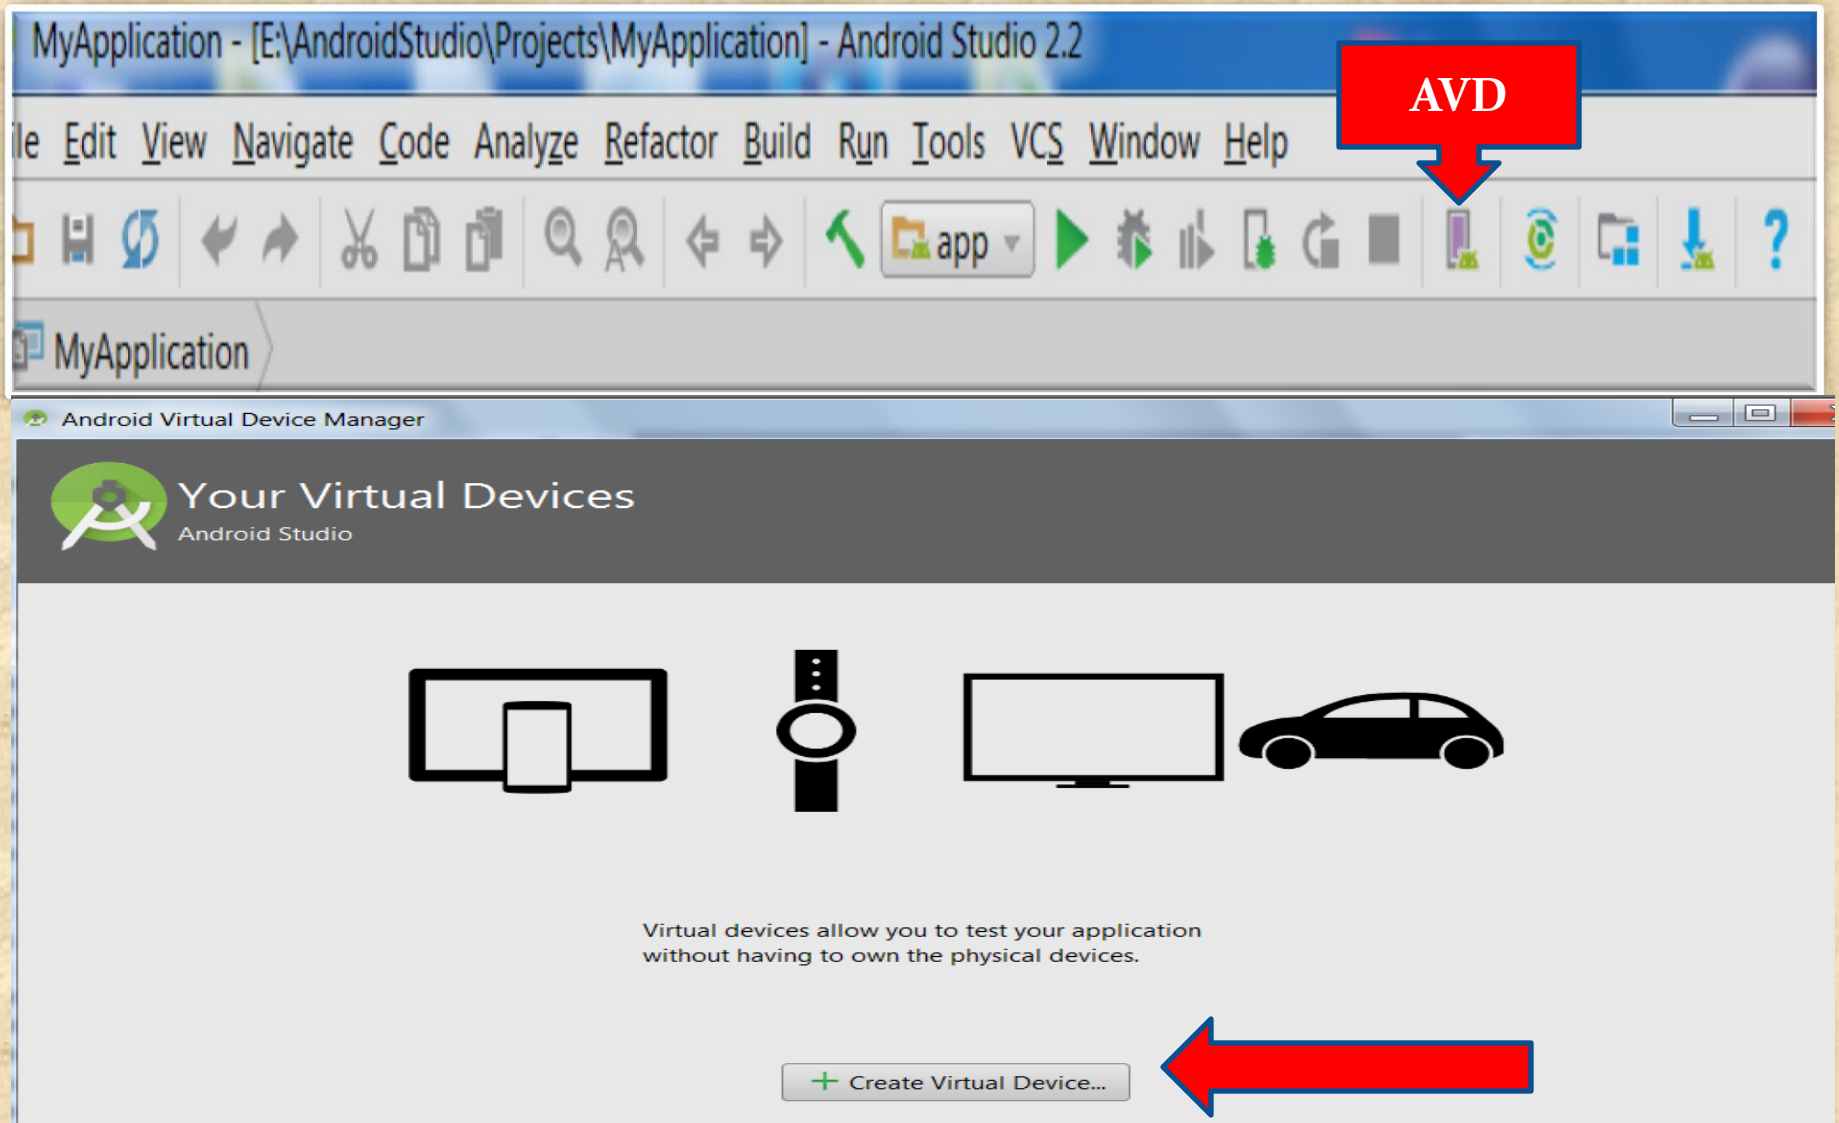 MyApplication - [E:\AndroidStudio\Projects\MyApplication] - Android Studio 2.2
AVD
ile Edit View Navigate Code Analyze Refactor Build Run Tools VCS Window Help
app
?
MyApplication
Android Virtual Device Manager
Your Virtual Devices
Android Studio
Virtual devices allow you to test your application
without having to own the physical devices.
+ Create Virtual Device...